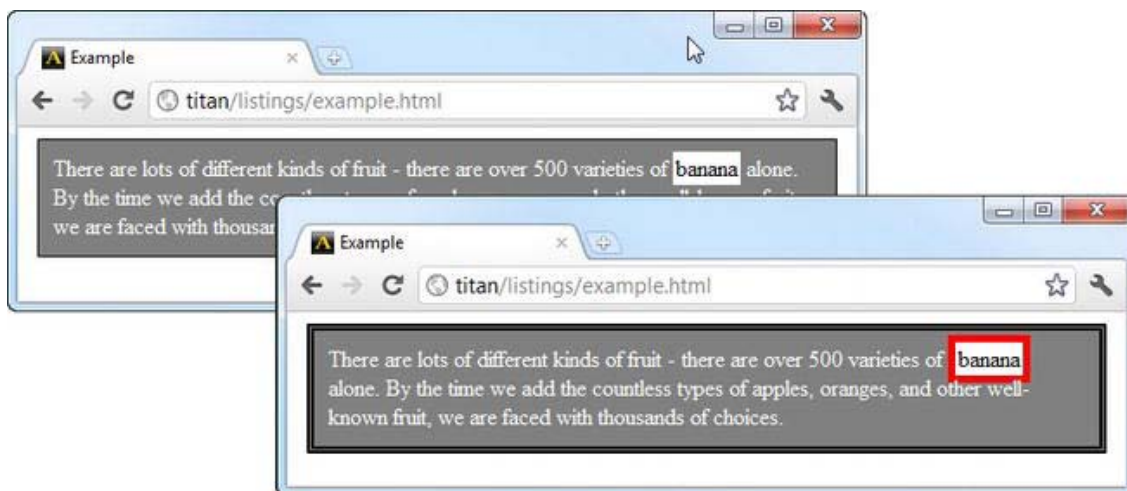 Example
titan/listings/example.html
There are lots of different kinds of fruit - there are over 500 varieties of banana alone.
By the time we add the
we are faced with
Example
titan/listings/example.html
There are lots of different kinds of fruit - there are over 500 varieties of banana
alone. By the time we add the countless types of apples, oranges, and other well-
known fruit, we are faced with thousands of choices.